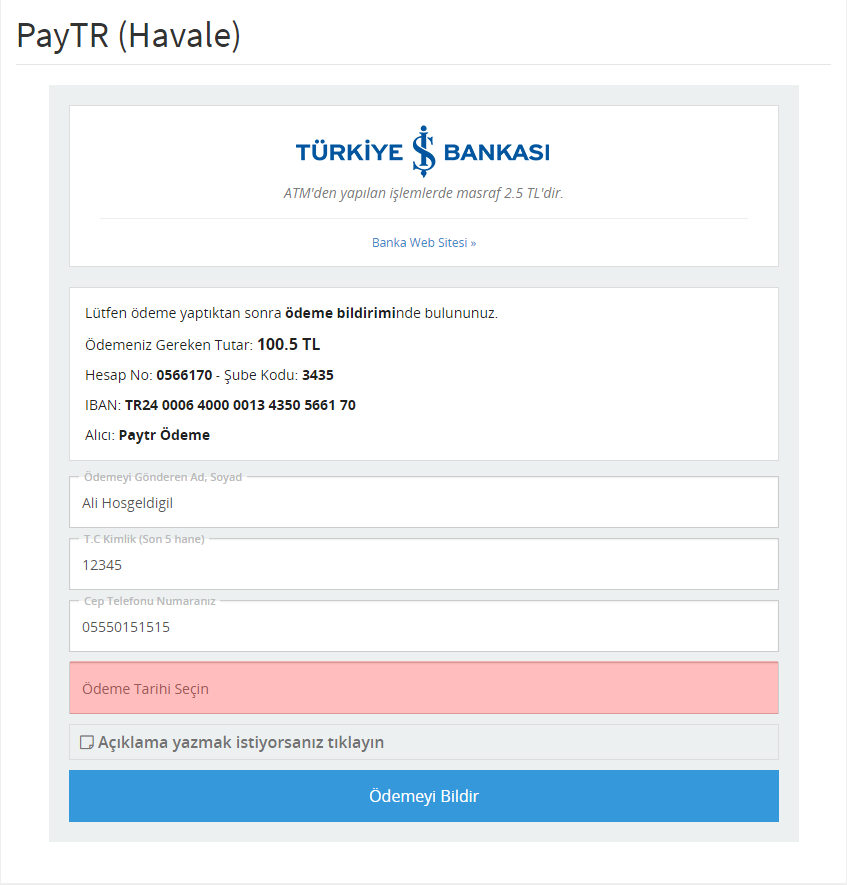 PayTR (Havale)
TÜRKİYE İŞ BANKASI
ATM'den yapılan işlemlerde masraf 2.5 TL'dir.
Banka Web Sitesi »
Lütfen ödeme yaptıktan sonra ödeme bildiriminde bulununuz.
Ödemeniz Gereken Tutar: 100.5 TL
Hesap No: 0566170 - Şube Kodu: 3435
IBAN: TR24 0006 4000 0013 4350 5661 70
Alıcı: Paytr Ödeme
Ödemeyi Gönderen Ad, Soyad
Ali Hosgeldigil
T.C Kimlik (Son 5 hane)
12345
Cep Telefonu Numaranız
05550151515
Ödeme Tarihi Seçin
Açıklama yazmak istiyorsanız tıklayın
Ödemeyi Bildir